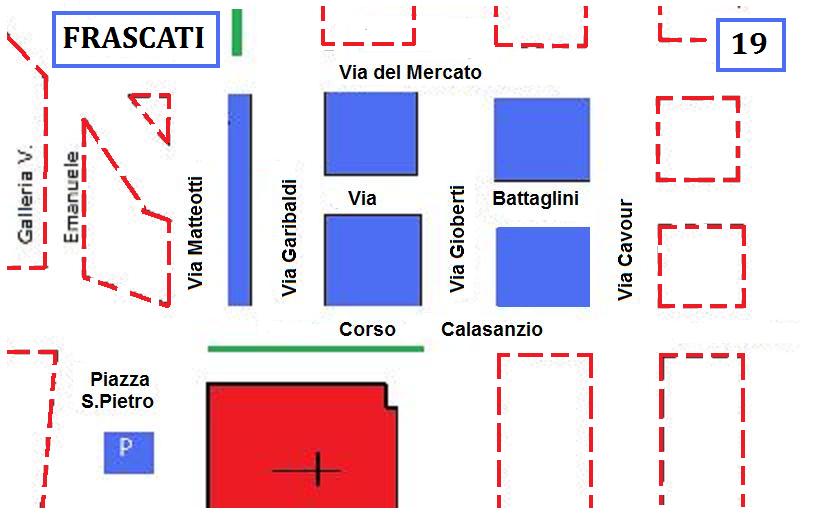 FRASCATI
19
Via del Mercato
Galleria V.
Emanuele
Via Matteotti
Via Garibaldi
Via Battaglini
Via Gioberti
Via Cavour
Corso Calasanzio
Piazza
S.Pietro
P